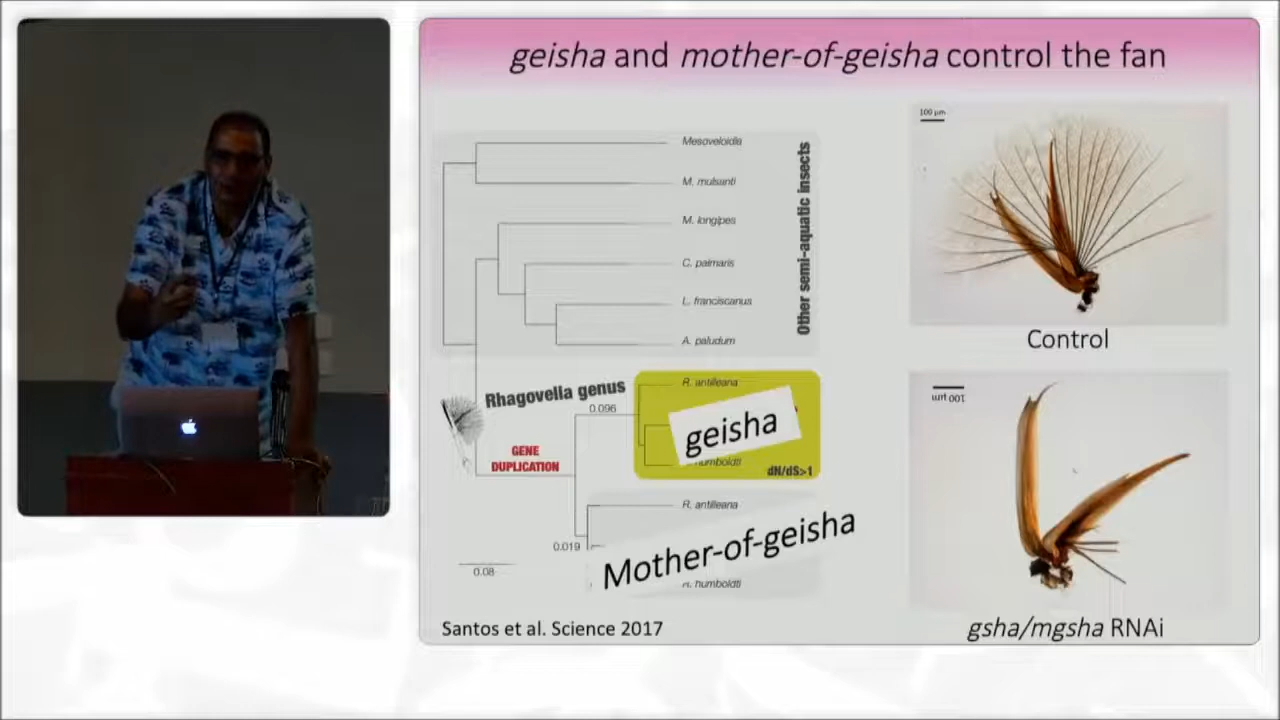 geisha and mother-of-geisha control the fan
Mesoveloidia
M. mulsanti
M. longipes
C. palmaris
L. franciscanus
A. paludum
Other semi-aquatic insects
Rhagovelia genus
GENE
DUPLICATION
0.096
R. antilleana
geisha
humboldti
dN/dS>1
R. antilleana
0.019
Mother-of-geisha
humboldti
0.08
Santos et al. Science 2017
100 µm
Control
100 µm
gsha/mgsha RNAi